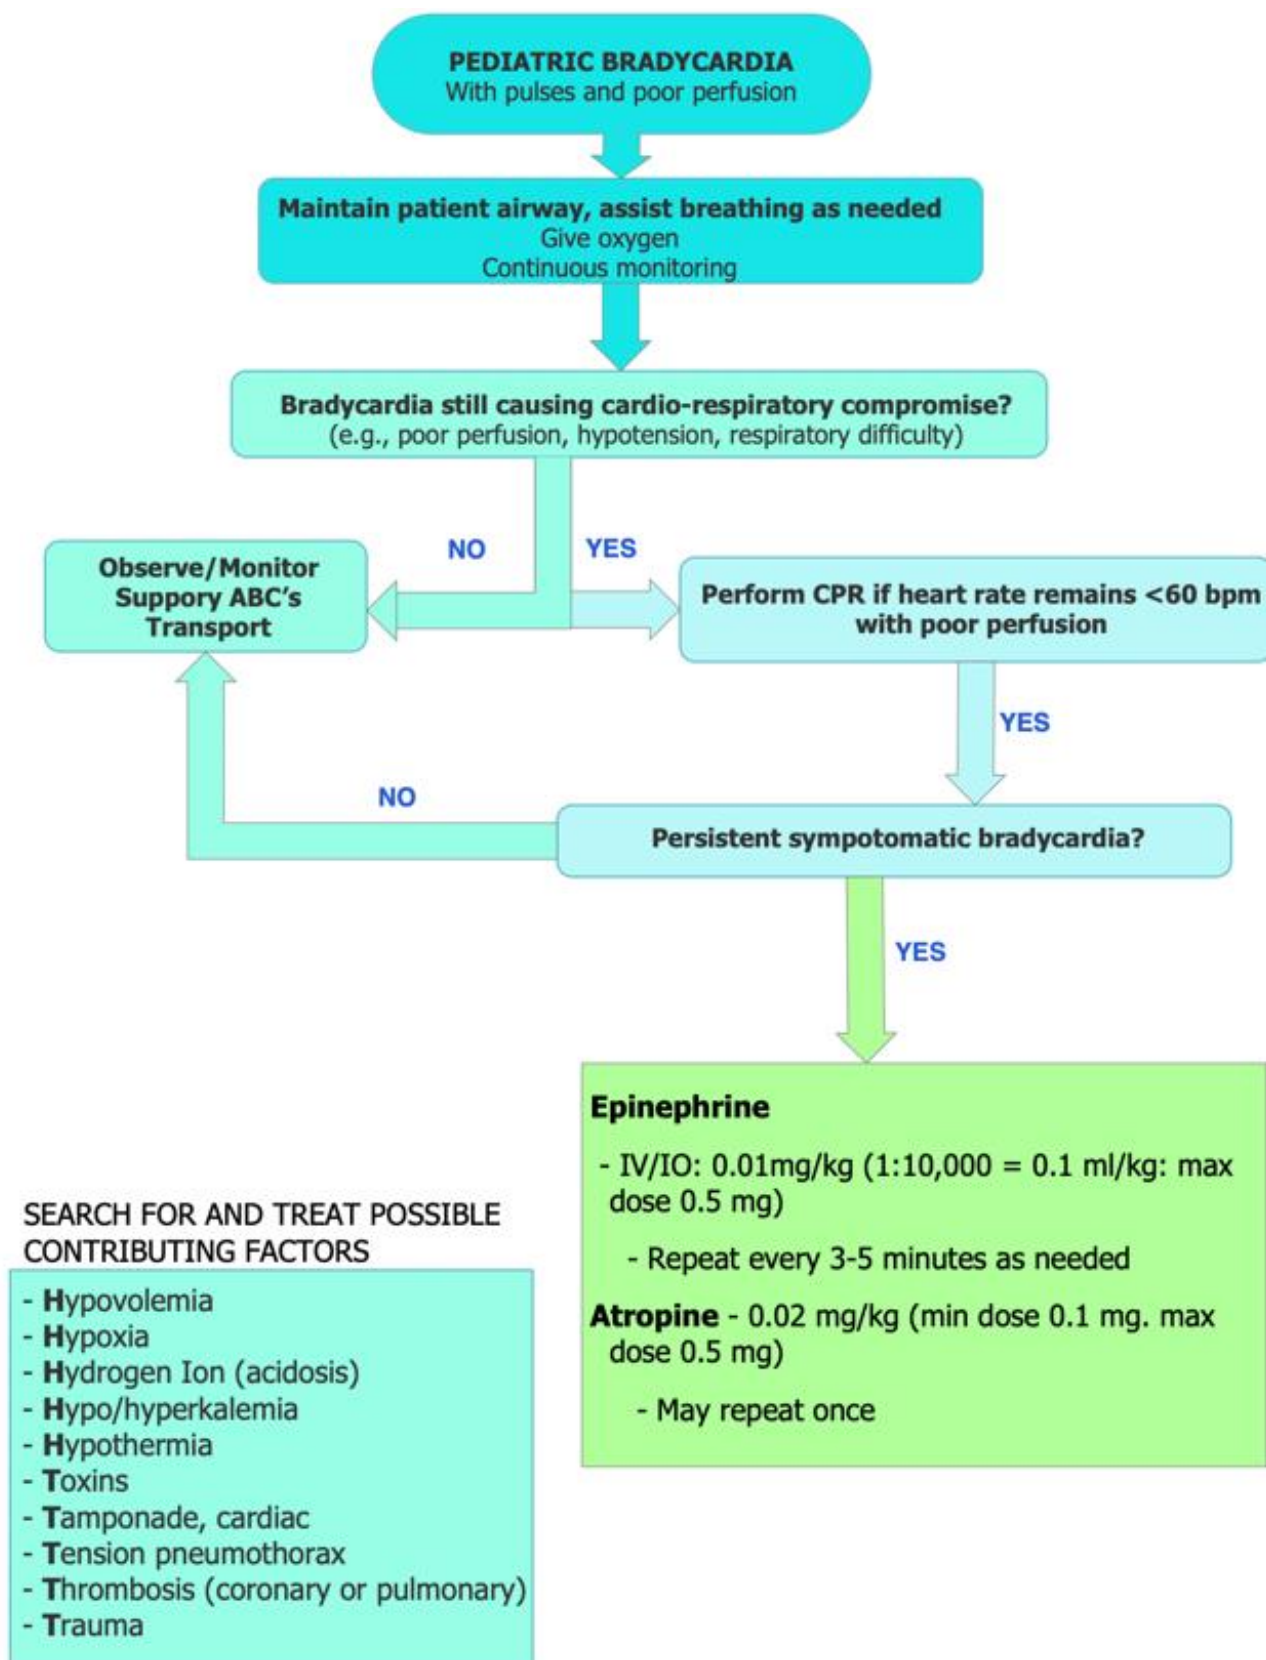 PEDIATRIC BRADYCARDIA
With pulses and poor perfusion
Maintain patient airway, assist breathing as needed
Give oxygen
Continuous monitoring
Bradycardia still causing cardio-respiratory compromise?
(e.g., poor perfusion, hypotension, respiratory difficulty)
NO
YES
Observe/Monitor
Suppory ABC's
Transport
Perform CPR if heart rate remains <60 bpm
with poor perfusion
YES
NO
Persistent sympotomatic bradycardia?
YES
Epinephrine
- IV/IO: 0.01mg/kg (1:10,000 = 0.1 ml/kg: max
dose 0.5 mg)
- Repeat every 3-5 minutes as needed
Atropine - 0.02 mg/kg (min dose 0.1 mg. max
dose 0.5 mg)
- May repeat once
SEARCH FOR AND TREAT POSSIBLE
CONTRIBUTING FACTORS
- Hypovolemia
- Hypoxia
- Hydrogen Ion (acidosis)
- Hypo/hyperkalemia
- Hypothermia
- Toxins
- Tamponade, cardiac
- Tension pneumothorax
- Thrombosis (coronary or pulmonary)
- Trauma